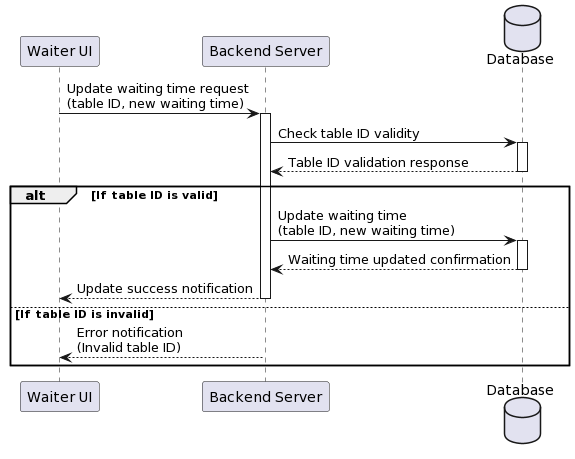 Waiter UI
Backend Server
Database
Update waiting time request
(table ID, new waiting time)
Check table ID validity
Table ID validation response
alt
[If table ID is valid]
Update waiting time
(table ID, new waiting time)
Waiting time updated confirmation
Update success notification
[If table ID is invalid]
Error notification
(Invalid table ID)
Waiter UI
Backend Server
Database